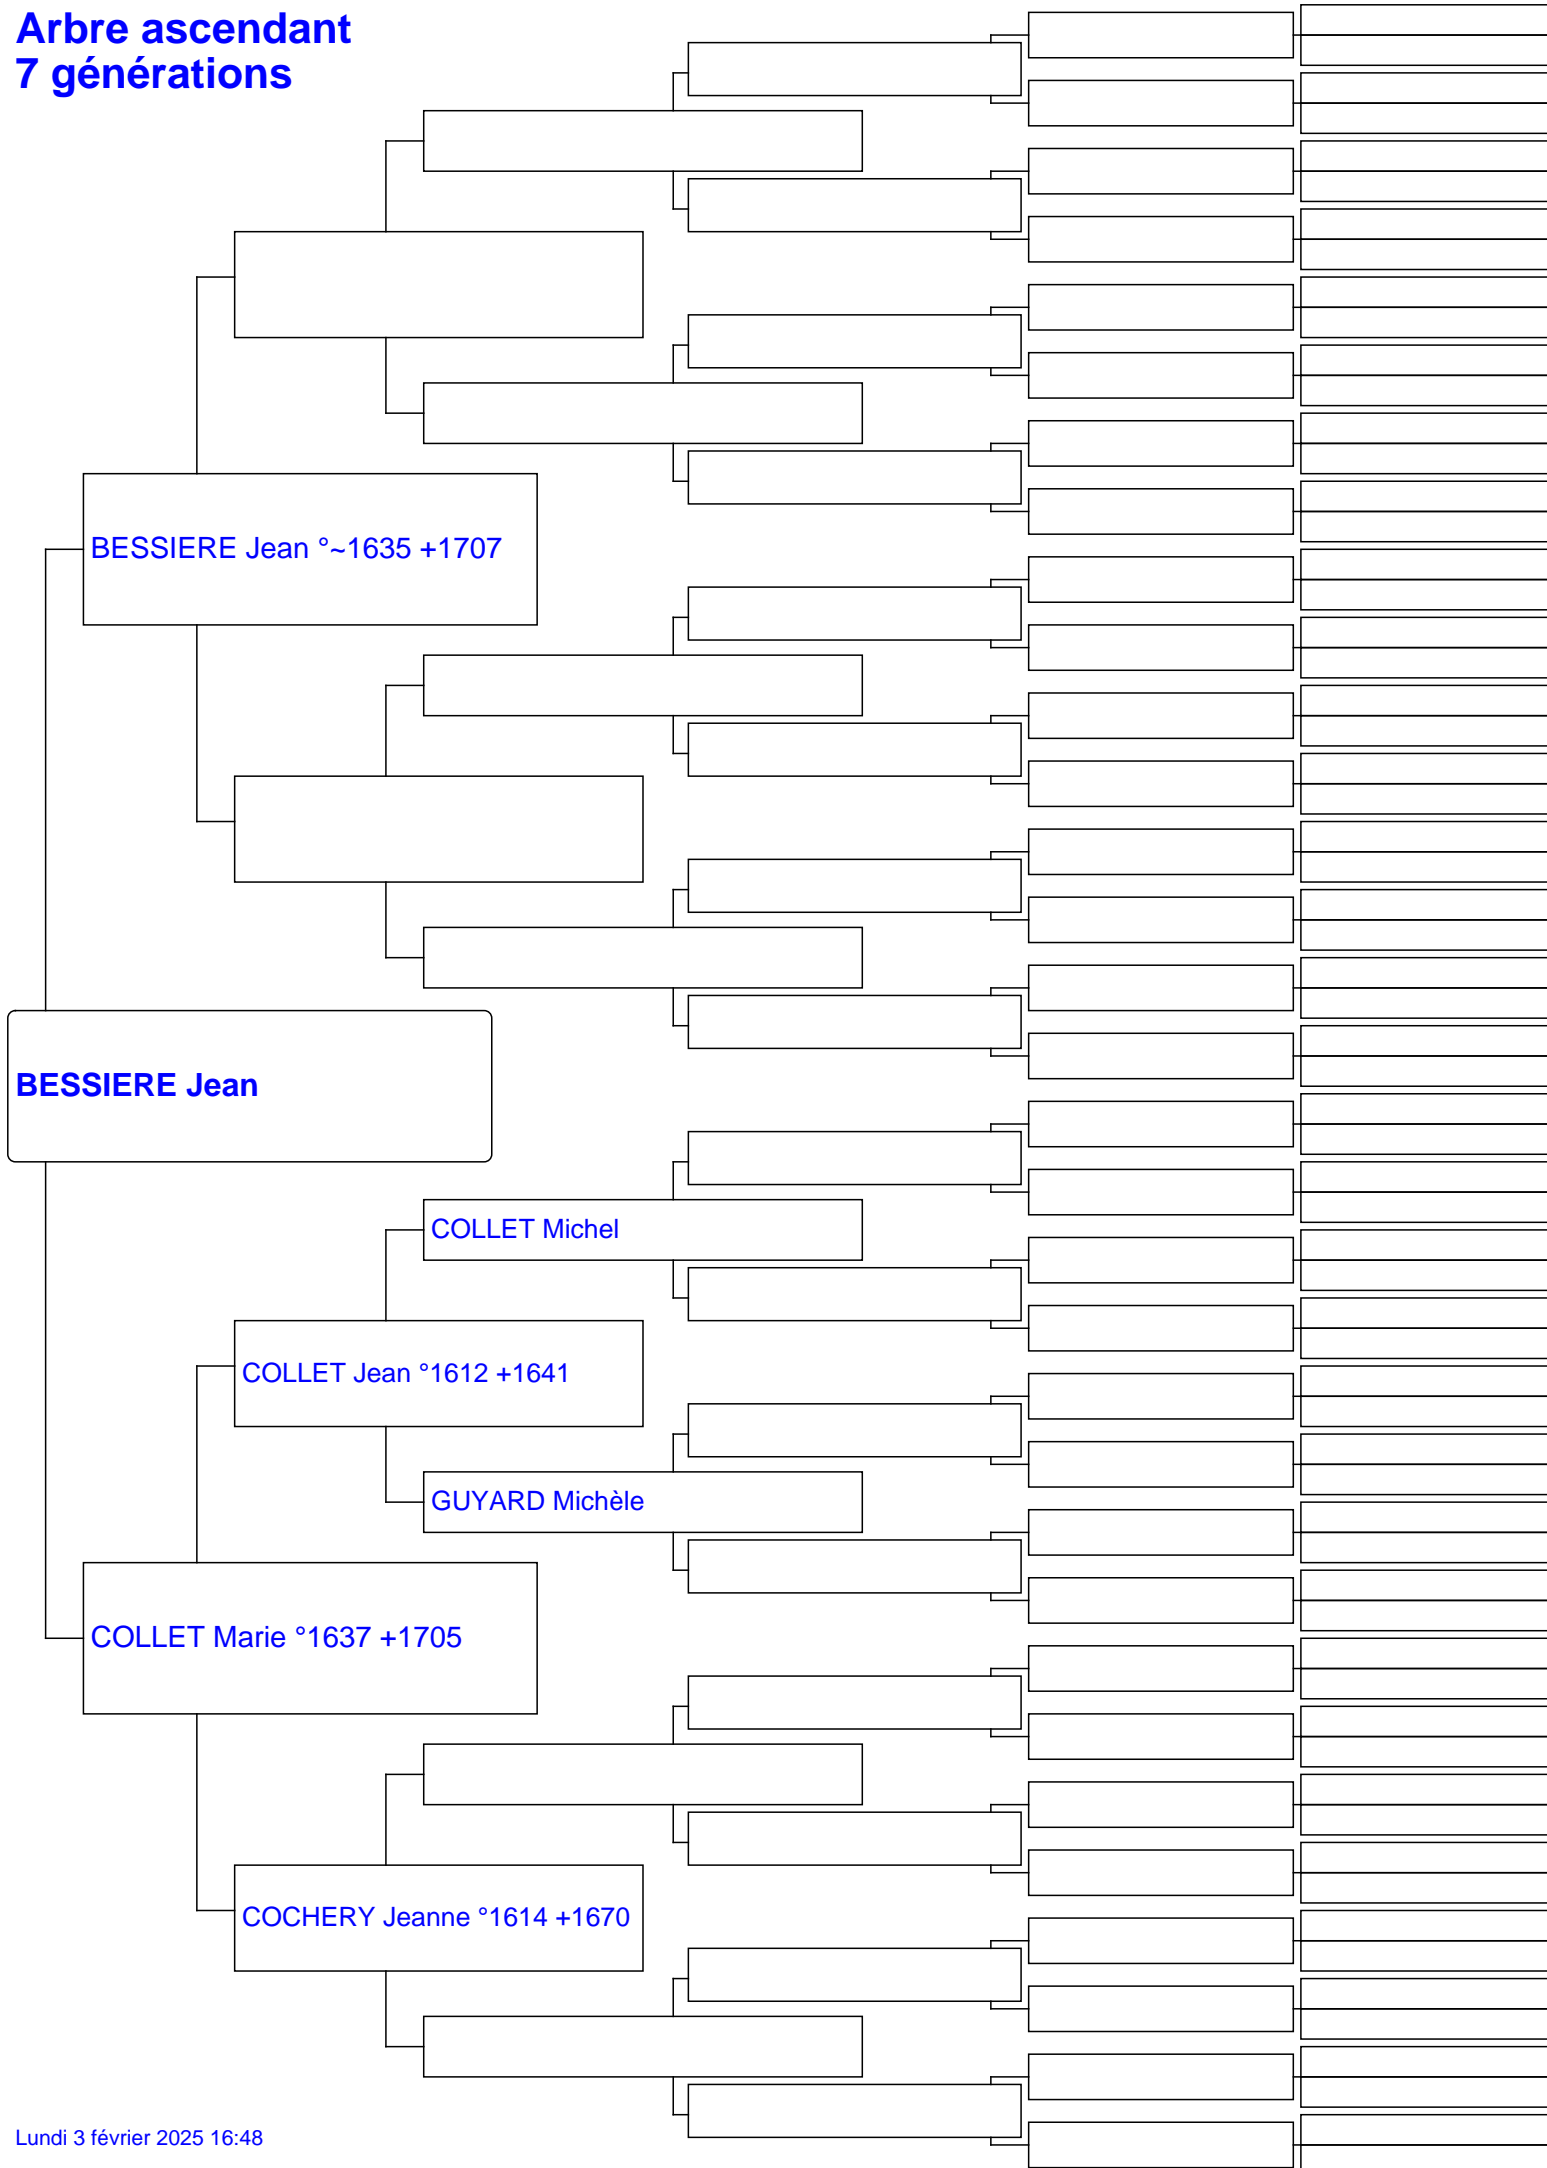 Arbre ascendant
7 générations
BESSIERE Jean °~1635 +1707
BESSIERE Jean
COLLET Michel
COLLET Jean °1612 +1641
GUYARD Michèle
COLLET Marie °1637 +1705
COCHERY Jeanne °1614 +1670
Lundi 3 février 2025 16:48